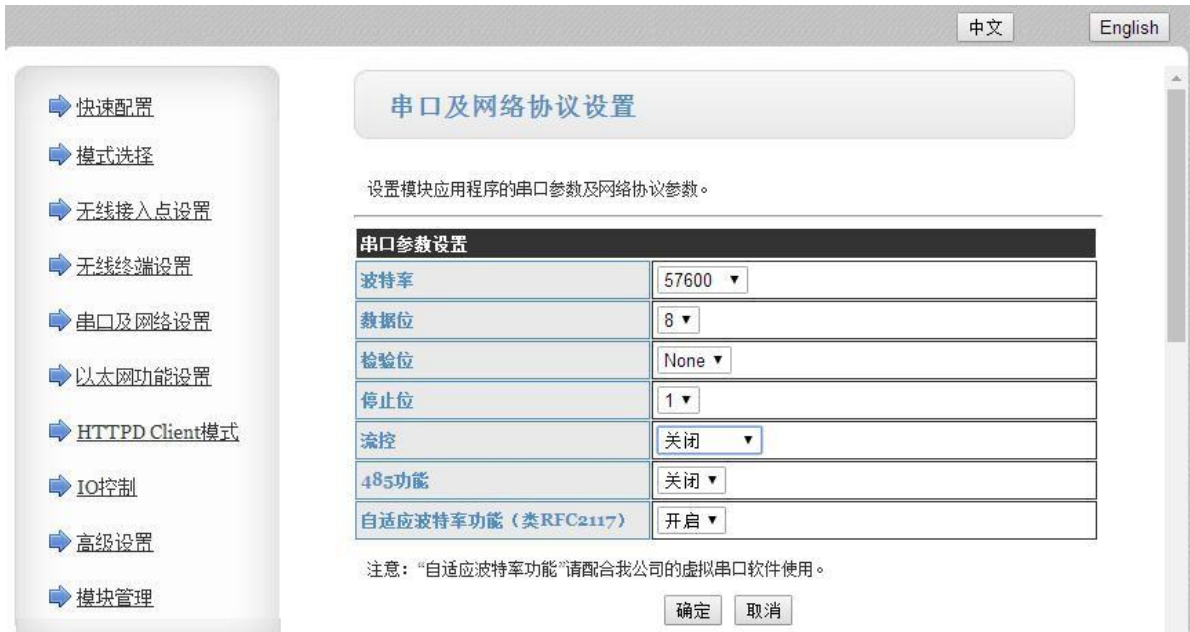 中文 English
快速配置
模式选择
无线接入点设置
无线终端设置
串口及网络设置
以太网功能设置
HTTPD Client模式
IO控制
高级设置
模块管理
串口及网络协议设置
设置模块应用程序的串口参数及网络协议参数。
串口参数设置
波特率 57600
数据位 8
检验位 None
停止位 1
流控 关闭
485功能 关闭
自适应波特率功能（类RFC2117） 开启
注意：“自适应波特率功能”请配合我公司的虚拟串口软件使用。
确定 取消